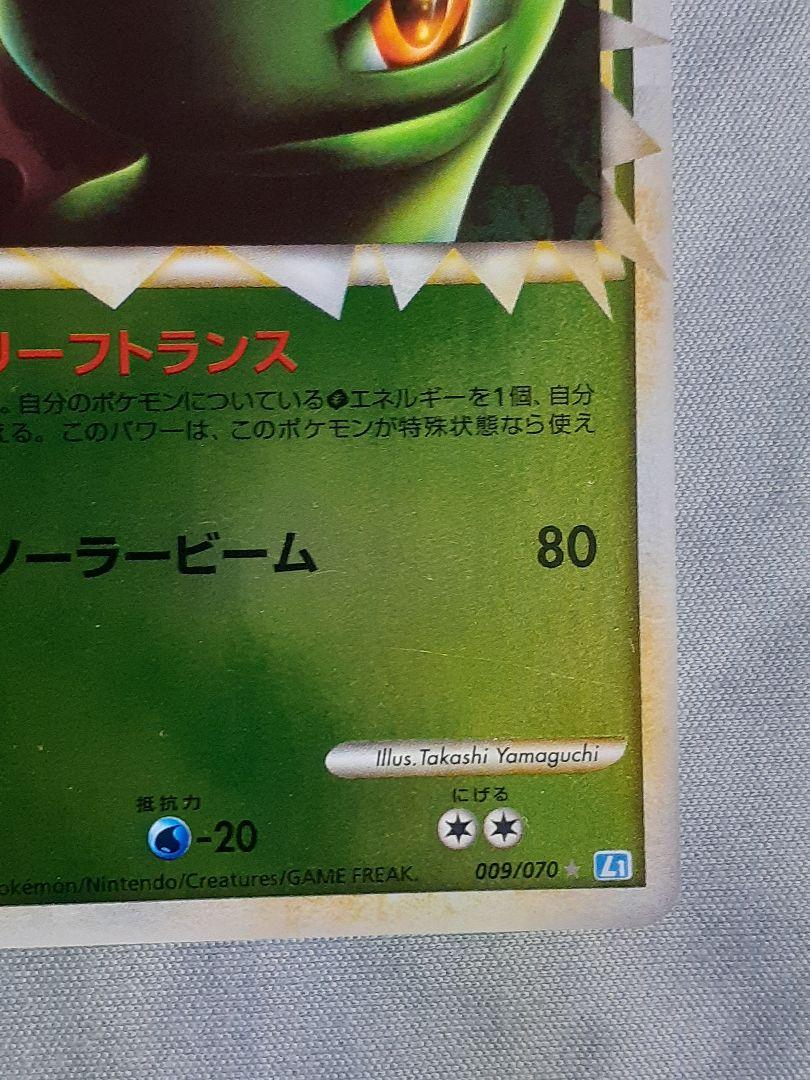 リーフトランス
。自分のポケモンについているエネルギーを1個、自分
える。このパワーは、このポケモンが特殊状態なら使え
ソーラービーム 80
Illus.Takashi Yamaguchi
抵抗力 にげる
-20
okémon/Nintendo/Creatures/GAME FREAK. 009/070 ★ L1